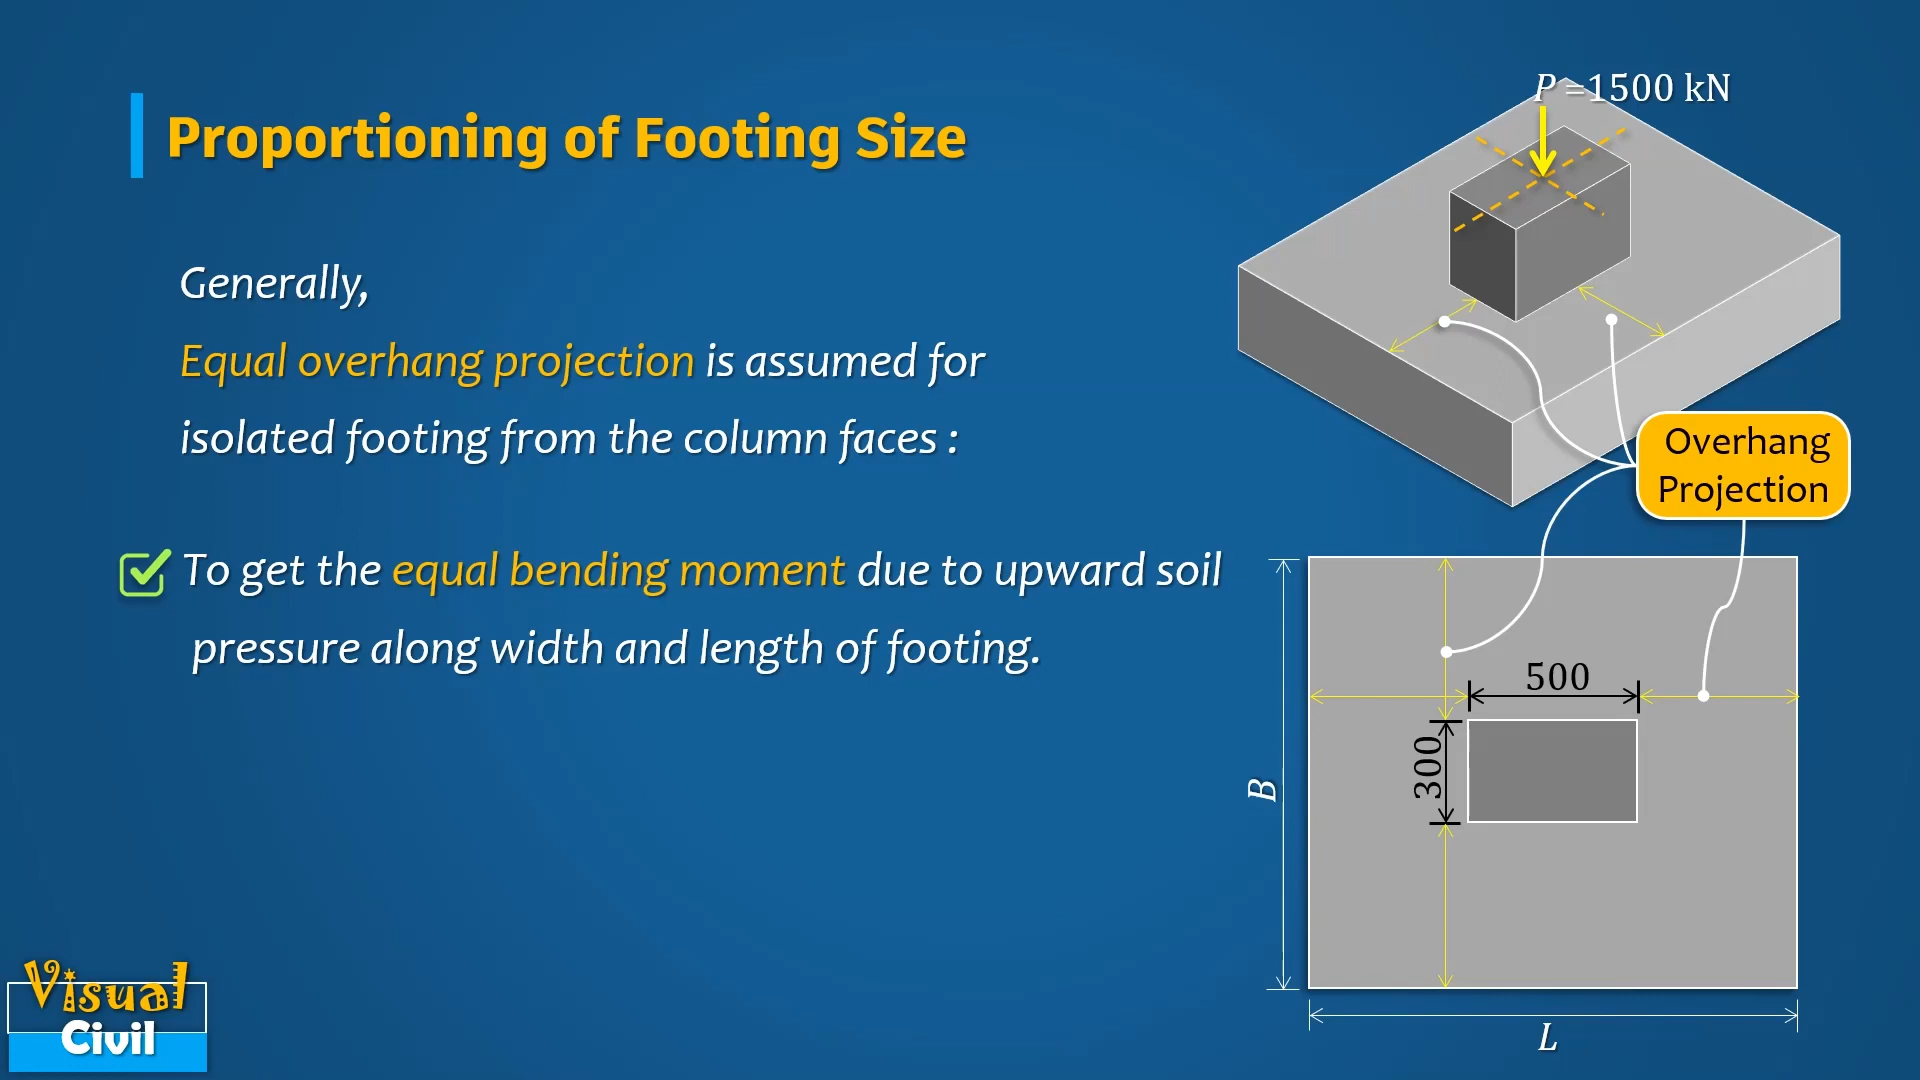 Proportioning of Footing Size
Generally,
Equal overhang projection is assumed for
isolated footing from the column faces :
To get the equal bending moment due to upward soil
pressure along width and length of footing.
P =1500 kN
Overhang
Projection
500
300
B
L
Visual
Civil